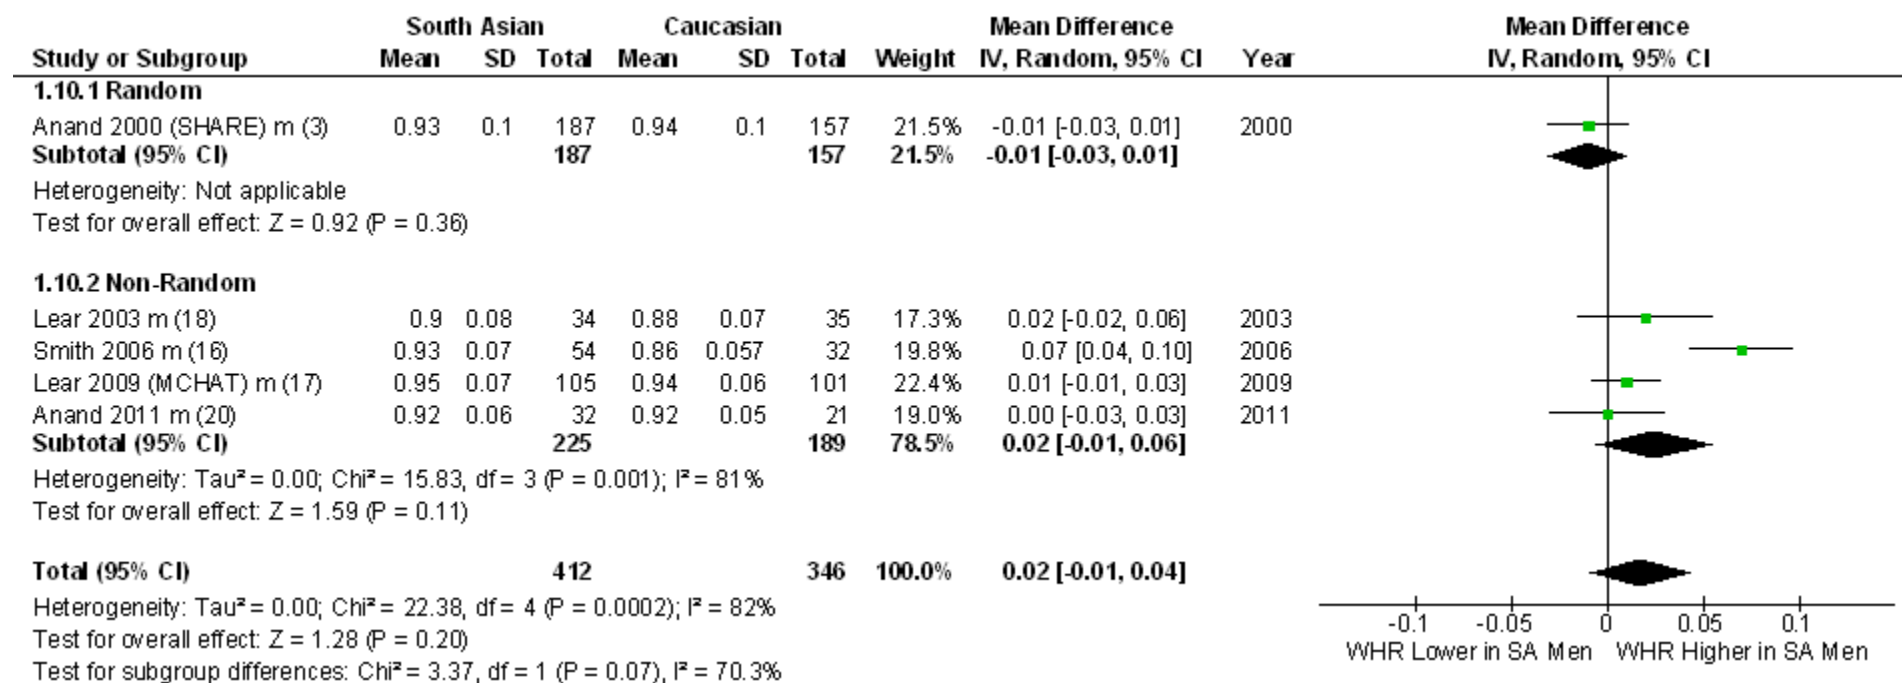 South Asian Caucasian Mean Difference Mean Difference
Study or Subgroup Mean SD Total Mean SD Total Weight IV, Random, 95% CI Year IV, Random, 95% CI
1.10.1 Random
Anand 2000 (SHARE) m (3) 0.93 0.1 187 0.94 0.1 157 21.5% -0.01 [-0.03, 0.01] 2000
Subtotal (95% CI) 187 157 21.5% -0.01 [-0.03, 0.01]
Heterogeneity: Not applicable
Test for overall effect: Z = 0.92 (P = 0.36)
1.10.2 Non-Random
Lear 2003 m (18) 0.9 0.08 34 0.88 0.07 35 17.3% 0.02 [-0.02, 0.06] 2003
Smith 2006 m (16) 0.93 0.07 54 0.86 0.057 32 19.8% 0.07 [0.04, 0.10] 2006
Lear 2009 (MCHAT) m (17) 0.95 0.07 105 0.94 0.06 101 22.4% 0.01 [-0.01, 0.03] 2009
Anand 2011 m (20) 0.92 0.06 32 0.92 0.05 21 19.0% 0.00 [-0.03, 0.03] 2011
Subtotal (95% CI) 225 189 78.5% 0.02 [-0.01, 0.06]
Heterogeneity: Tau² = 0.00; Chi² = 15.83, df = 3 (P = 0.001); I² = 81%
Test for overall effect: Z = 1.59 (P = 0.11)
Total (95% CI) 412 346 100.0% 0.02 [-0.01, 0.04]
Heterogeneity: Tau² = 0.00; Chi² = 22.38, df = 4 (P = 0.0002); I² = 82%
Test for overall effect: Z = 1.28 (P = 0.20)
Test for subgroup differences: Chi² = 3.37, df = 1 (P = 0.07), I² = 70.3%
-0.1 -0.05 0 0.05 0.1
WHR Lower in SA Men WHR Higher in SA Men